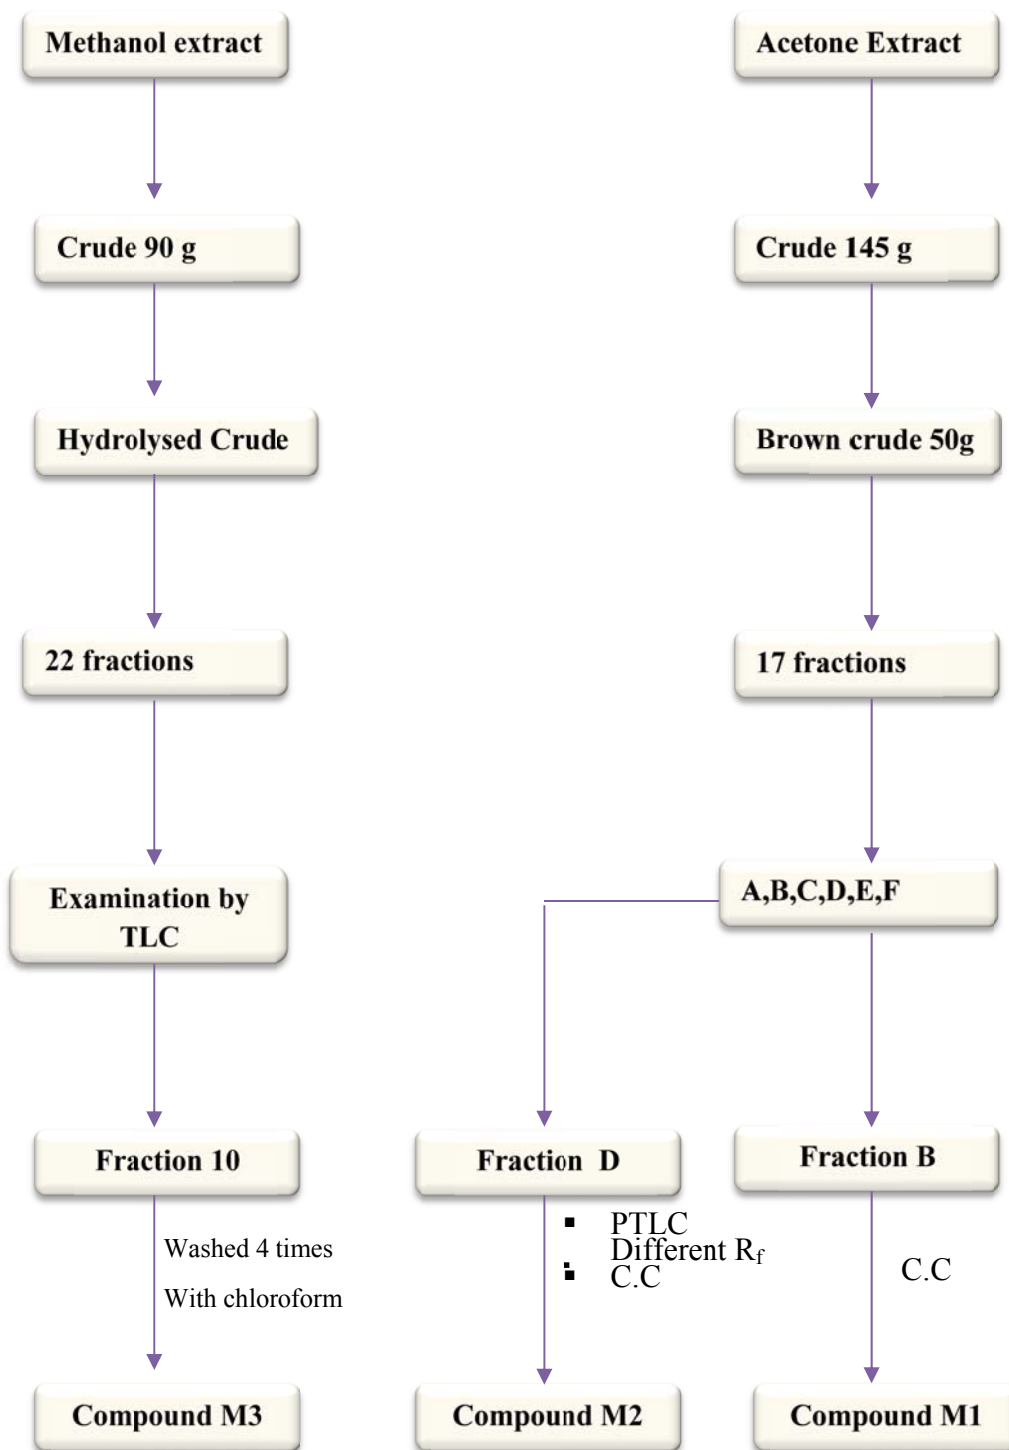 Methanol extract
Acetone Extract
Crude 90 g
Crude 145 g
Hydrolysed Crude
Brown crude 50g
22 fractions
17 fractions
Examination by
TLC
A,B,C,D,E,F
Fraction 10
Fraction D
Fraction B
Washed 4 times
With chloroform
▪ PTLC
▪ Different Rf
▪ C.C
C.C
Compound M3
Compound M2
Compound M1